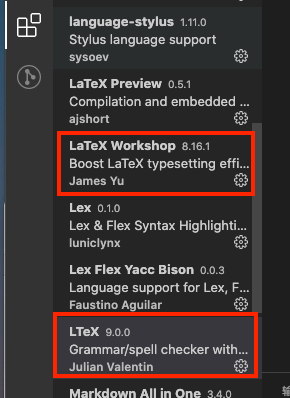 language-stylus 1.11.0
Stylus language support
sysoev
LaTeX Preview 0.5.1
Compilation and embedded ...
ajshort
LaTeX Workshop 8.16.1
Boost LaTeX typesetting effi...
James Yu
Lex 0.1.0
Lex & Flex Syntax Highlighti...
luniclynx
Lex Flex Yacc Bison 0.0.3
Language support for Lex, F...
Faustino Aguilar
LTeX 9.0.0
Grammar/spell checker with...
Julian Valentin
Markdown All in One 3.4.0